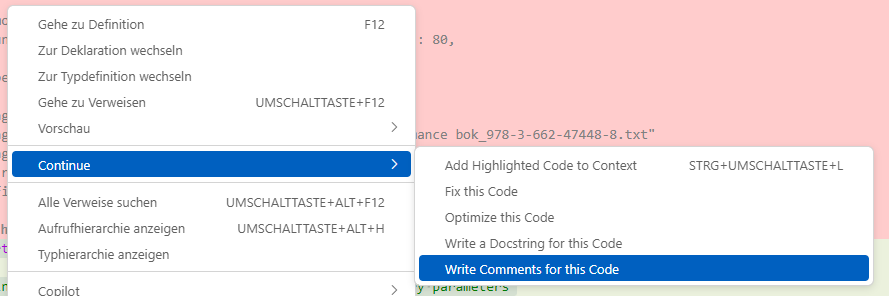 Gehe zu Definition F12
: 80,
Zur Deklaration wechseln
Zur Typdefinition wechseln
Gehe zu Verweisen UMSCHALTTASTE+F12
Vorschau
bok_978-3-662-47448-8.txt"
Continue
Add Highlighted Code to Context STRG+UMSCHALTTASTE+L
Fix this Code
Alle Verweise suchen UMSCHALTTASTE+ALT+F12
Optimize this Code
Aufrufhierarchie anzeigen UMSCHALTTASTE+ALT+H
Write a Docstring for this Code
Typhierarchie anzeigen
Write Comments for this Code
Copilot
parameters